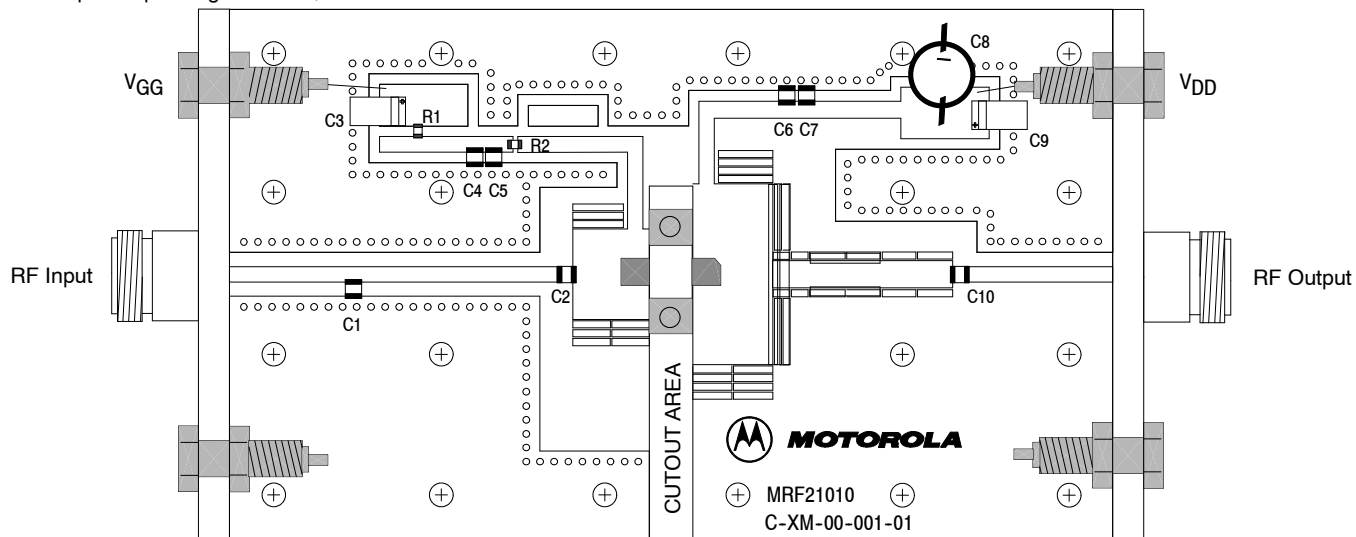 C8
VGG
VDD
C3
R1
C6 C7
R2
C9
C4 C5
RF Input
C2
C10
RF Output
C1
CUTOUT AREA
MOTOROLA
MRF21010
C-XM-00-001-01